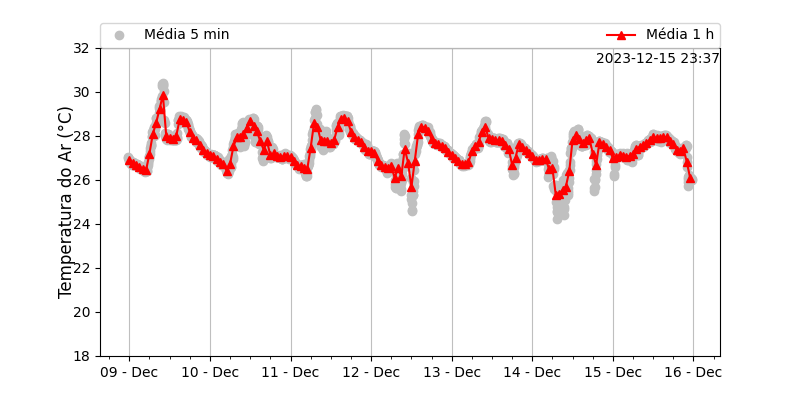 Média 5 min
Média 1 h
2023-12-15 23:37
Temperatura do Ar (°C)
32
30
28
26
24
22
20
18
09 - Dec
10 - Dec
11 - Dec
12 - Dec
13 - Dec
14 - Dec
15 - Dec
16 - Dec